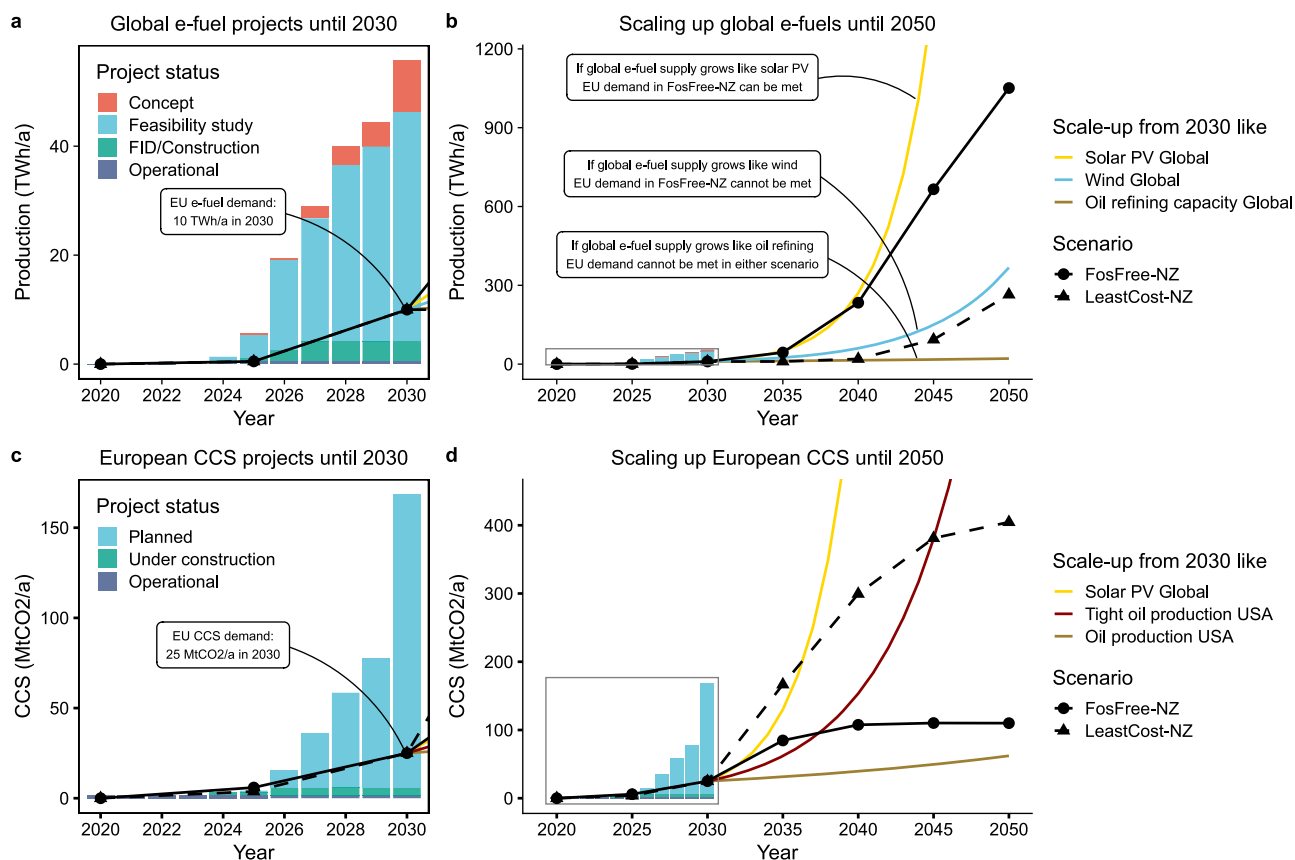 a
Global e-fuel projects until 2030
Production (TWh/a)
40
20
0
Project status
Concept
Feasibility study
FID/Construction
Operational
EU e-fuel demand:
10 TWh/a in 2030
2020 2022 2024 2026 2028 2030
Year
b
Scaling up global e-fuels until 2050
Production (TWh/a)
1200
900
600
300
0
If global e-fuel supply grows like solar PV
EU demand in FosFree-NZ can be met
If global e-fuel supply grows like wind
EU demand in FosFree-NZ cannot be met
If global e-fuel supply grows like oil refining
EU demand cannot be met in either scenario
2020 2025 2030 2035 2040 2045 2050
Year
Scale-up from 2030 like
Solar PV Global
Wind Global
Oil refining capacity Global
Scenario
FosFree-NZ
LeastCost-NZ
c
European CCS projects until 2030
CCS (MtCO2/a)
150
100
50
0
Project status
Planned
Under construction
Operational
EU CCS demand:
25 MtCO2/a in 2030
2020 2022 2024 2026 2028 2030
Year
d
Scaling up European CCS until 2050
CCS (MtCO2/a)
400
300
200
100
0
2020 2025 2030 2035 2040 2045 2050
Year
Scale-up from 2030 like
Solar PV Global
Tight oil production USA
Oil production USA
Scenario
FosFree-NZ
LeastCost-NZ